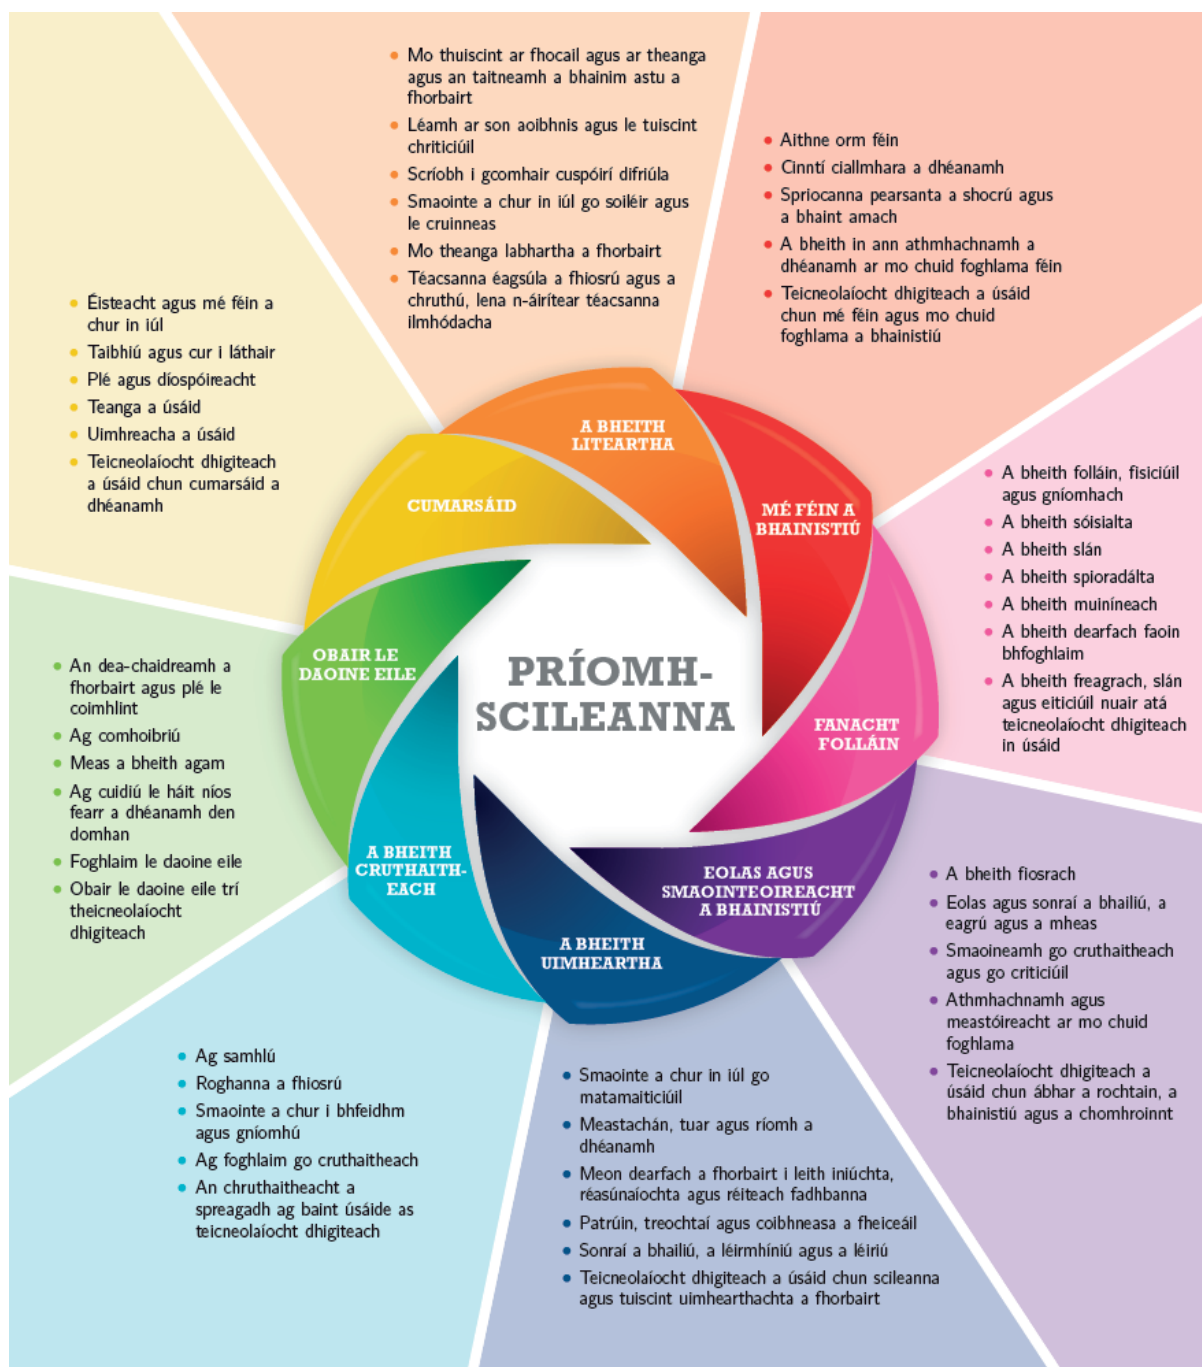 PRÍOMH-
SCILEANNA
A BHEITH
LITEARTHA
• Mo thuiscint ar fhocail agus ar theanga
agus an taitneamh a bhainim astu a
fhorbairt
• Léamh ar son aoibhnis agus le tuiscint
chriticiúil
• Scríobh i gcomhair cuspóirí difriúla
• Smaointe a chur in iúl go soiléir agus
le cruinneas
• Mo theanga labhartha a fhorbairt
• Téacsanna éagsúla a fhiosrú agus a
chruthú, lena n-áirítear téacsanna
ilmhódacha
MÉ FÉIN A
BHAINISTIÚ
• Aithne orm féin
• Cinntí ciallmhara a dhéanamh
• Spriocanna pearsanta a shocrú agus
a bhaint amach
• A bheith in ann athmhachnamh a
dhéanamh ar mo chuid foghlama féin
• Teicneolaíocht dhigiteach a úsáid
chun mé féin agus mo chuid
foghlama a bhainistiú
FANACHT
FOLLÁIN
• A bheith folláin, fisiciúil
agus gníomhach
• A bheith sóisialta
• A bheith slán
• A bheith spioradálta
• A bheith muiníneach
• A bheith dearfach faoin
bhfoghlaim
• A bheith freagrach, slán
agus eiticiúil nuair atá
teicneolaíocht dhigiteach
in úsáid
EOLAS AGUS
SMAOINTEOIREACHT
A BHAINISTIÚ
• A bheith fiosrach
• Eolas agus sonraí a bhailiú, a
eagrú agus a mheas
• Smaoineamh go cruthaitheach
agus go criticiúil
• Athmhachnamh agus
meastóireacht ar mo chuid
foghlama
• Teicneolaíocht dhigiteach a
úsáid chun ábhar a rochtain, a
bhainistiú agus a chomhroinnt
A BHEITH
UIMHEARTHA
• Smaointe a chur in iúl go
matamaiticiúil
• Meastachán, tuar agus ríomh a
dhéanamh
• Meon dearfach a fhorbairt i leith iniúchta,
réasúnaíochta agus réiteach fadhbanna
• Patrúin, treochtaí agus coibhneasa a fheiceáil
• Sonraí a bhailiú, a léirmhíniú agus a léiriú
• Teicneolaíocht dhigiteach a úsáid chun scileanna
agus tuiscint uimhearthachta a fhorbairt
A BHEITH
CRUTHAITH-
EACH
• Ag samhlú
• Roghanna a fhiosrú
• Smaointe a chur i bhfeidhm
agus gníomhú
• Ag foghlaim go cruthaitheach
• An chruthaitheacht a
spreagadh ag baint úsáide as
teicneolaíocht dhigiteach
OBAIR LE
DAOINE EILE
• An dea-chaidreamh a
fhorbairt agus plé le
coimhlint
• Ag comhoibriú
• Meas a bheith agam
• Ag cuidiú le háit níos
fearr a dhéanamh den
domhan
• Foghlaim le daoine eile
• Obair le daoine eile trí
theicneolaíocht
dhigiteach
CUMARSÁID
• Éisteacht agus mé féin a
chur in iúl
• Taibhiú agus cur i láthair
• Plé agus díospóireacht
• Teanga a úsáid
• Uimhreacha a úsáid
• Teicneolaíocht dhigiteach
a úsáid chun cumarsáid a
dhéanamh